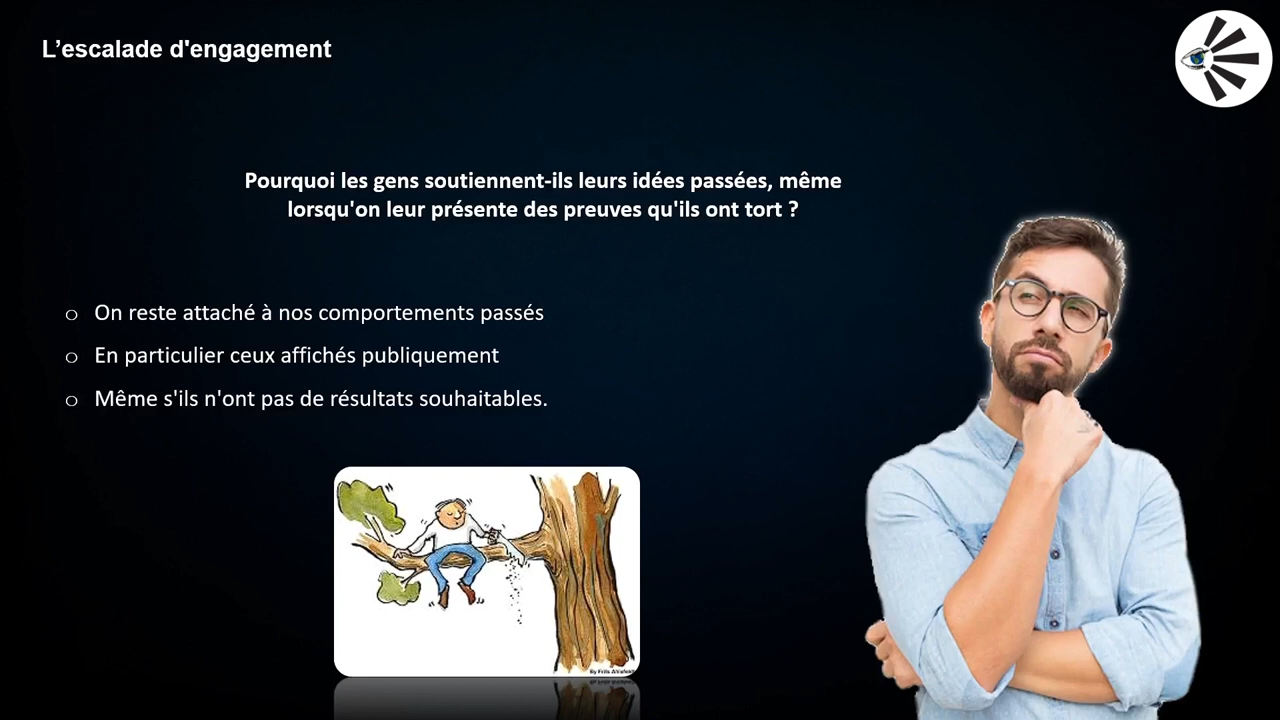 L’escalade d'engagement
Pourquoi les gens soutiennent-ils leurs idées passées, même
lorsqu'on leur présente des preuves qu'ils ont tort ?
o On reste attaché à nos comportements passés
o En particulier ceux affichés publiquement
o Même s'ils n'ont pas de résultats souhaitables.